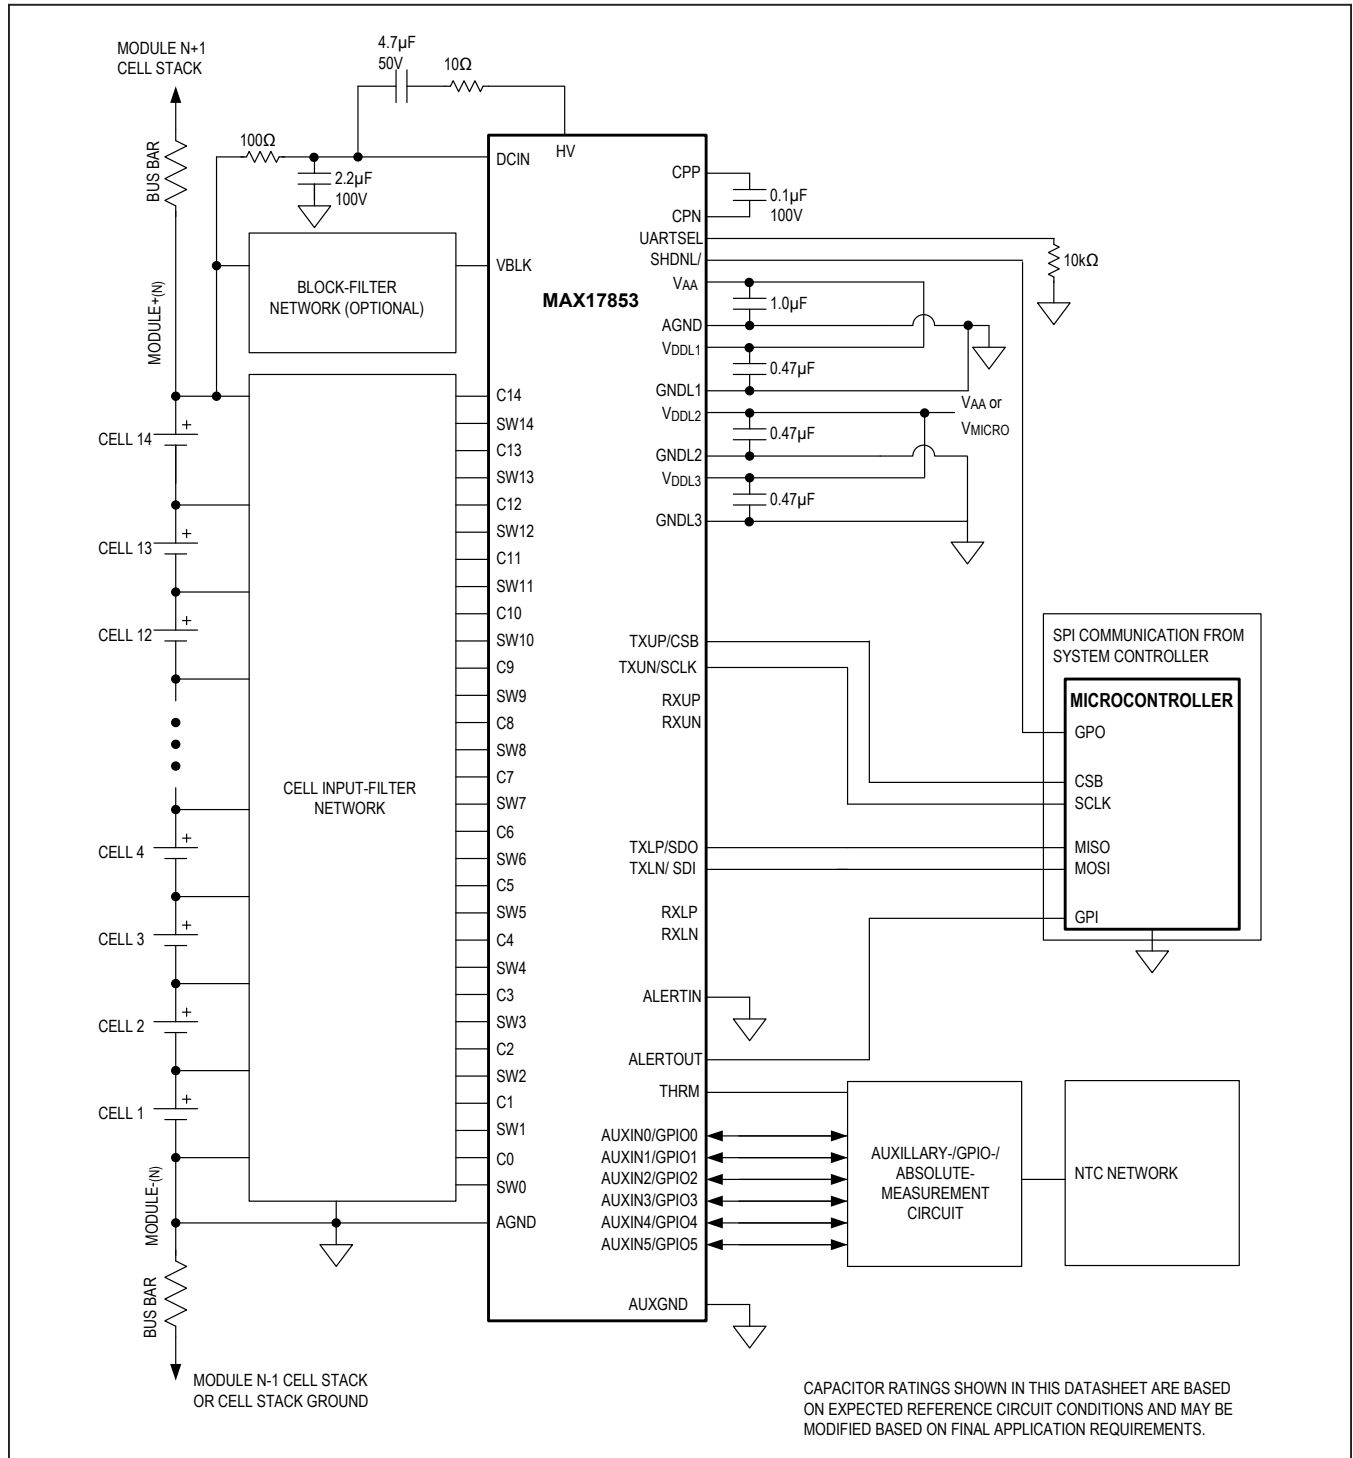 MODULE N+1
CELL STACK
4.7µF
50V
10Ω
100Ω
2.2µF
100V
BUS BAR
MODULE+(N)
BLOCK-FILTER
NETWORK (OPTIONAL)
CELL 14
+
CELL 13
+
CELL 12
+
CELL 4
+
CELL 3
+
CELL 2
+
CELL 1
+
CELL INPUT-FILTER
NETWORK
MODULE-(N)
BUS BAR
MODULE N-1 CELL STACK
OR CELL STACK GROUND
HV
MAX17853
DCIN
VBLK
C14
SW14
C13
SW13
C12
SW12
C11
SW11
C10
SW10
C9
SW9
C8
SW8
C7
SW7
C6
SW6
C5
SW5
C4
SW4
C3
SW3
C2
SW2
C1
SW1
C0
SW0
AGND
CPP
CPN
UARTSEL
SHDNL/
VAA
AGND
VDDL1
GNDL1
VDDL2
GNDL2
VDDL3
GNDL3
TXUP/CSB
TXUN/SCLK
RXUP
RXUN
TXLP/SDO
TXLN/ SDI
RXLP
RXLN
ALERTIN
ALERTOUT
THRM
AUXIN0/GPIO0
AUXIN1/GPIO1
AUXIN2/GPIO2
AUXIN3/GPIO3
AUXIN4/GPIO4
AUXIN5/GPIO5
AUXGND
0.1µF
100V
10kΩ
1.0µF
0.47µF
VAA or
VMICRO
0.47µF
0.47µF
SPI COMMUNICATION FROM
SYSTEM CONTROLLER
MICROCONTROLLER
GPO
CSB
SCLK
MISO
MOSI
GPI
AUXILLARY-/GPIO-/
ABSOLUTE-
MEASUREMENT
CIRCUIT
NTC NETWORK
CAPACITOR RATINGS SHOWN IN THIS DATASHEET ARE BASED
ON EXPECTED REFERENCE CIRCUIT CONDITIONS AND MAY BE
MODIFIED BASED ON FINAL APPLICATION REQUIREMENTS.